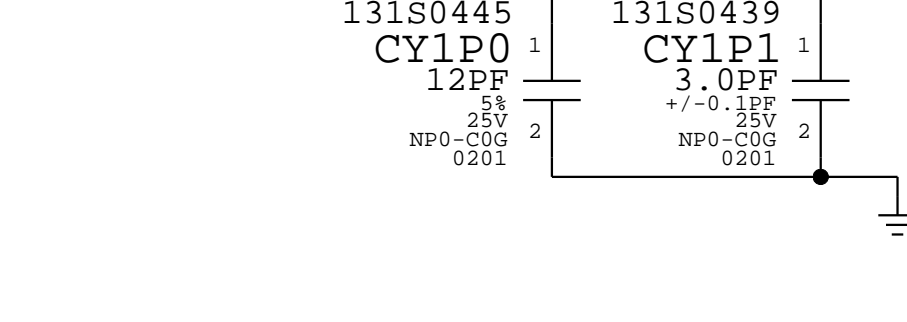 131S0445
CY1P0
12PF
5%
25V
NP0-C0G
0201
1
2
131S0439
CY1P1
3.0PF
+/-0.1PF
25V
NP0-C0G
0201
1
2